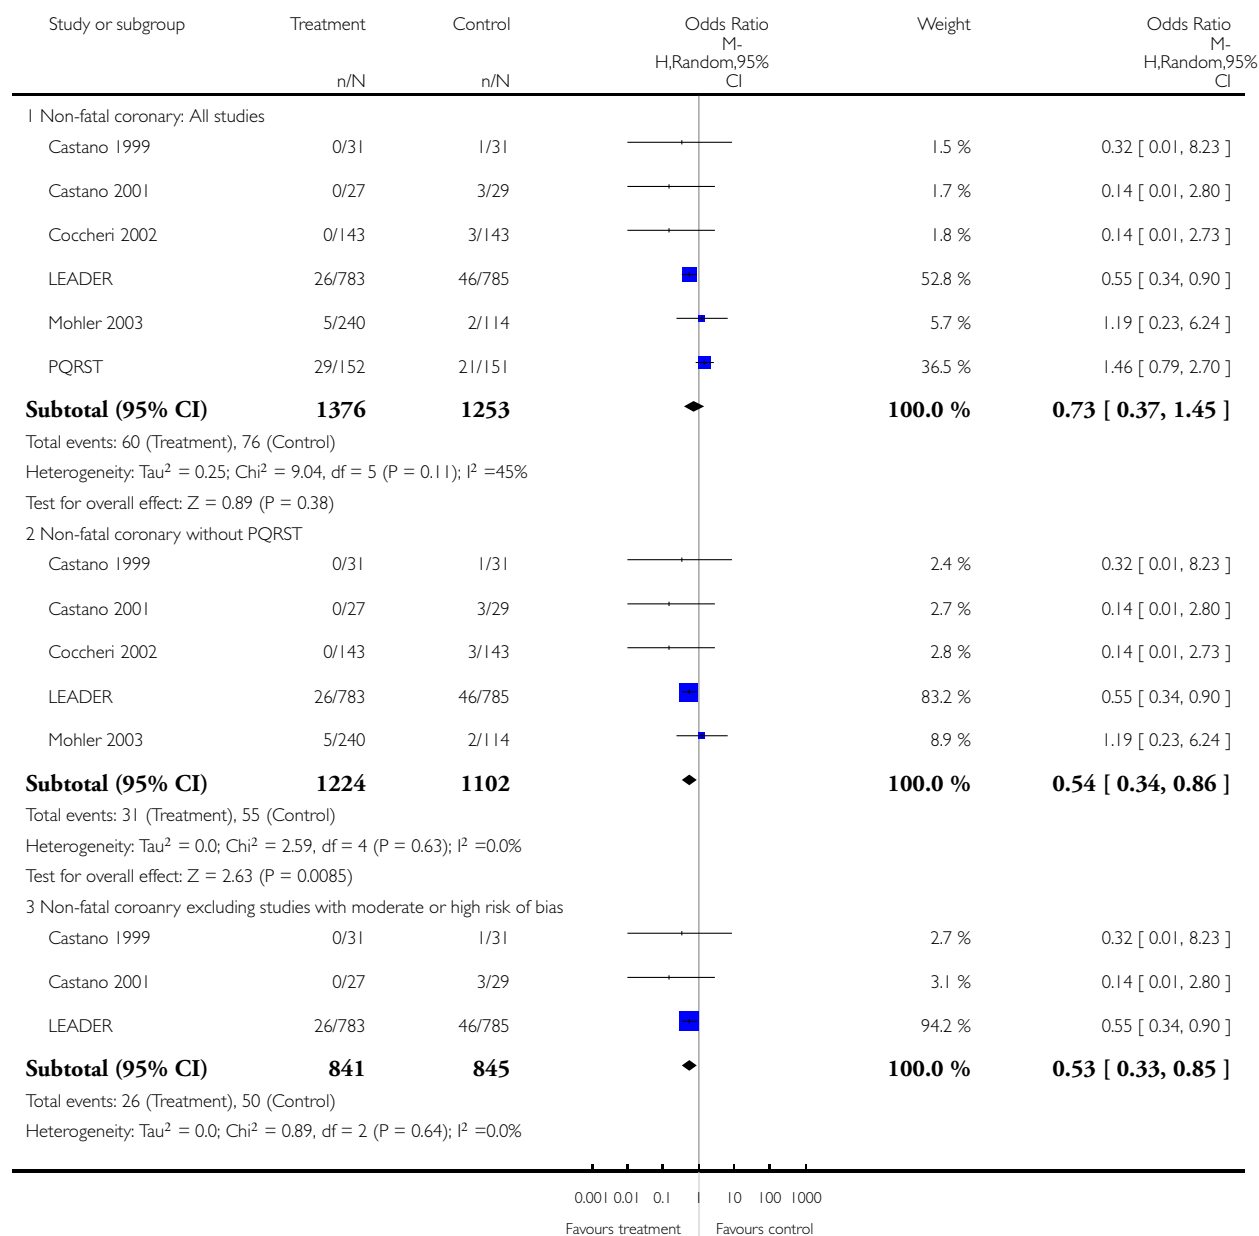 Study or subgroup Treatment Control Odds Ratio Weight Odds Ratio
M- M-
H,Random,95% H,Random,95%
n/N n/N CI CI
1 Non-fatal coronary: All studies
Castano 1999 0/31 1/31 1.5 % 0.32 [ 0.01, 8.23 ]
Castano 2001 0/27 3/29 1.7 % 0.14 [ 0.01, 2.80 ]
Coccheri 2002 0/143 3/143 1.8 % 0.14 [ 0.01, 2.73 ]
LEADER 26/783 46/785 52.8 % 0.55 [ 0.34, 0.90 ]
Mohler 2003 5/240 2/114 5.7 % 1.19 [ 0.23, 6.24 ]
PQRST 29/152 21/151 36.5 % 1.46 [ 0.79, 2.70 ]
Subtotal (95% CI) 1376 1253 100.0 % 0.73 [ 0.37, 1.45 ]
Total events: 60 (Treatment), 76 (Control)
Heterogeneity: Tau² = 0.25; Chi² = 9.04, df = 5 (P = 0.11); I² =45%
Test for overall effect: Z = 0.89 (P = 0.38)
2 Non-fatal coronary without PQRST
Castano 1999 0/31 1/31 2.4 % 0.32 [ 0.01, 8.23 ]
Castano 2001 0/27 3/29 2.7 % 0.14 [ 0.01, 2.80 ]
Coccheri 2002 0/143 3/143 2.8 % 0.14 [ 0.01, 2.73 ]
LEADER 26/783 46/785 83.2 % 0.55 [ 0.34, 0.90 ]
Mohler 2003 5/240 2/114 8.9 % 1.19 [ 0.23, 6.24 ]
Subtotal (95% CI) 1224 1102 100.0 % 0.54 [ 0.34, 0.86 ]
Total events: 31 (Treatment), 55 (Control)
Heterogeneity: Tau² = 0.0; Chi² = 2.59, df = 4 (P = 0.63); I² =0.0%
Test for overall effect: Z = 2.63 (P = 0.0085)
3 Non-fatal coroanry excluding studies with moderate or high risk of bias
Castano 1999 0/31 1/31 2.7 % 0.32 [ 0.01, 8.23 ]
Castano 2001 0/27 3/29 3.1 % 0.14 [ 0.01, 2.80 ]
LEADER 26/783 46/785 94.2 % 0.55 [ 0.34, 0.90 ]
Subtotal (95% CI) 841 845 100.0 % 0.53 [ 0.33, 0.85 ]
Total events: 26 (Treatment), 50 (Control)
Heterogeneity: Tau² = 0.0; Chi² = 0.89, df = 2 (P = 0.64); I² =0.0%
0.001 0.01 0.1 1 10 100 1000
Favours treatment Favours control